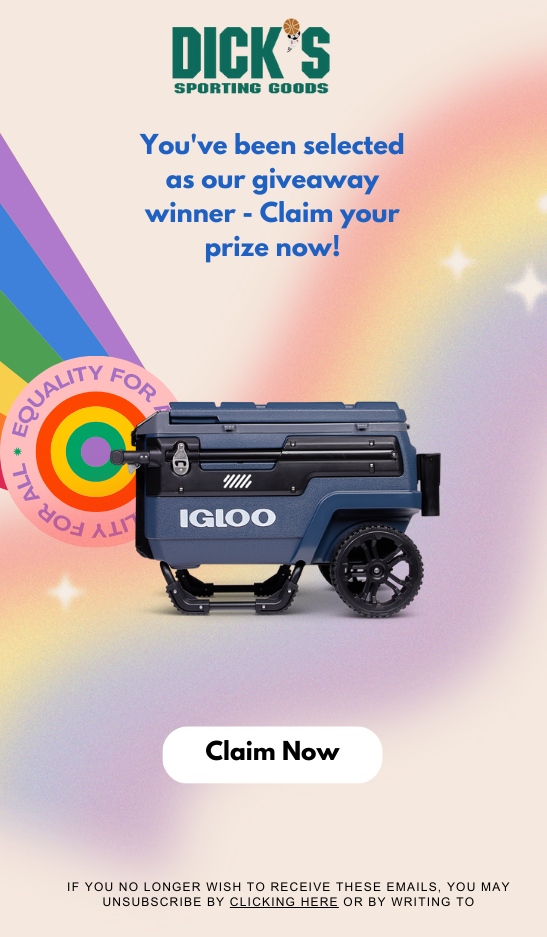 DICK'S
SPORTING GOODS
You've been selected
as our giveaway
winner - Claim your
prize now!
EQUALITY FOR
LITY FOR ALL
IGLOO
Claim Now
IF YOU NO LONGER WISH TO RECEIVE THESE EMAILS, YOU MAY
UNSUBSCRIBE BY CLICKING HERE OR BY WRITING TO